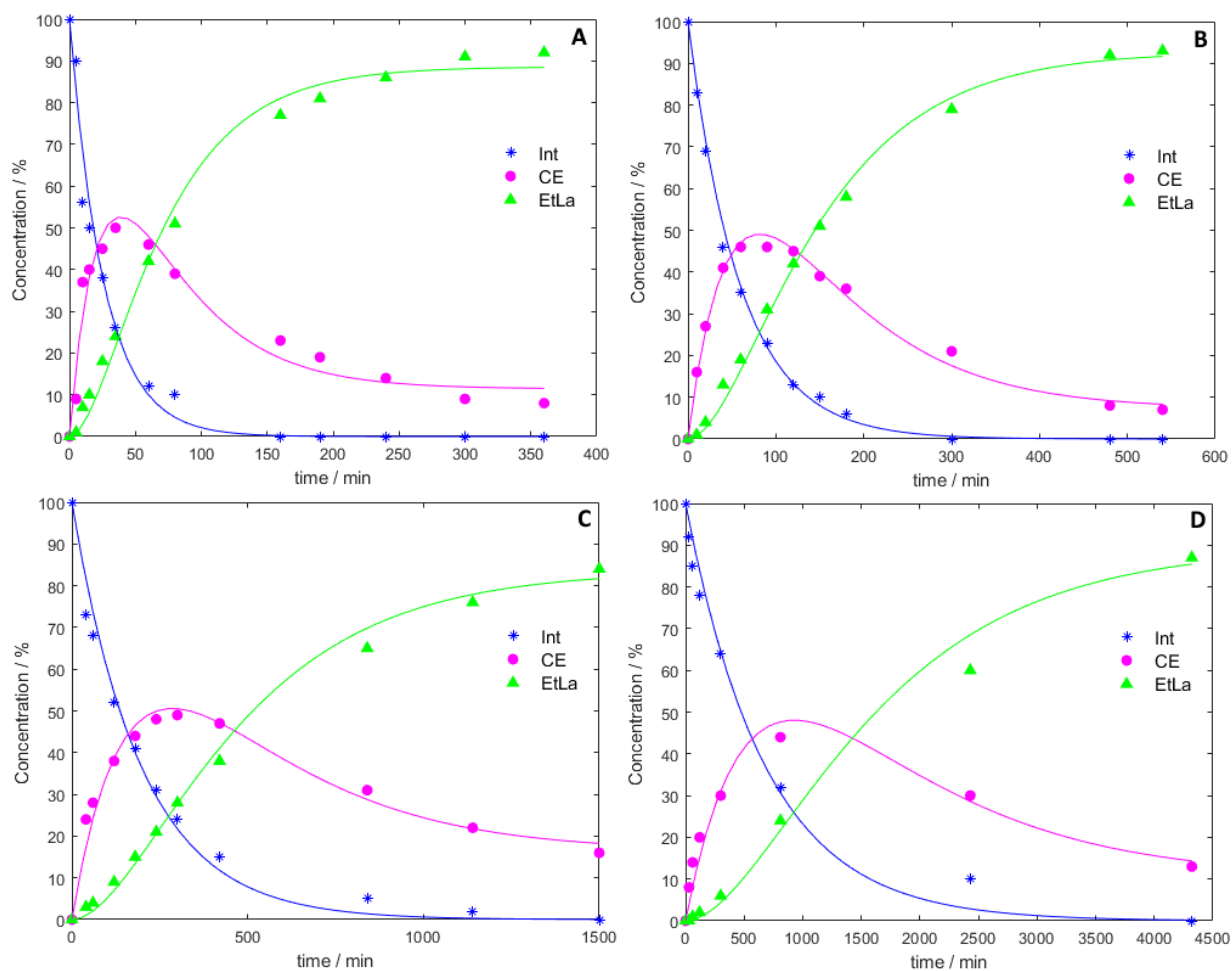 A
100
90
80
70
60
50
40
30
20
10
0
Concentration / %
Int
CE
EtLa
0 50 100 150 200 250 300 350 400
time / min
B
100
90
80
70
60
50
40
30
20
10
0
Concentration / %
Int
CE
EtLa
0 100 200 300 400 500 600
time / min
C
100
90
80
70
60
50
40
30
20
10
0
Concentration / %
Int
CE
EtLa
0 500 1000 1500
time / min
D
100
90
80
70
60
50
40
30
20
10
0
Concentration / %
Int
CE
EtLa
0 500 1000 1500 2000 2500 3000 3500 4000 4500
time / min